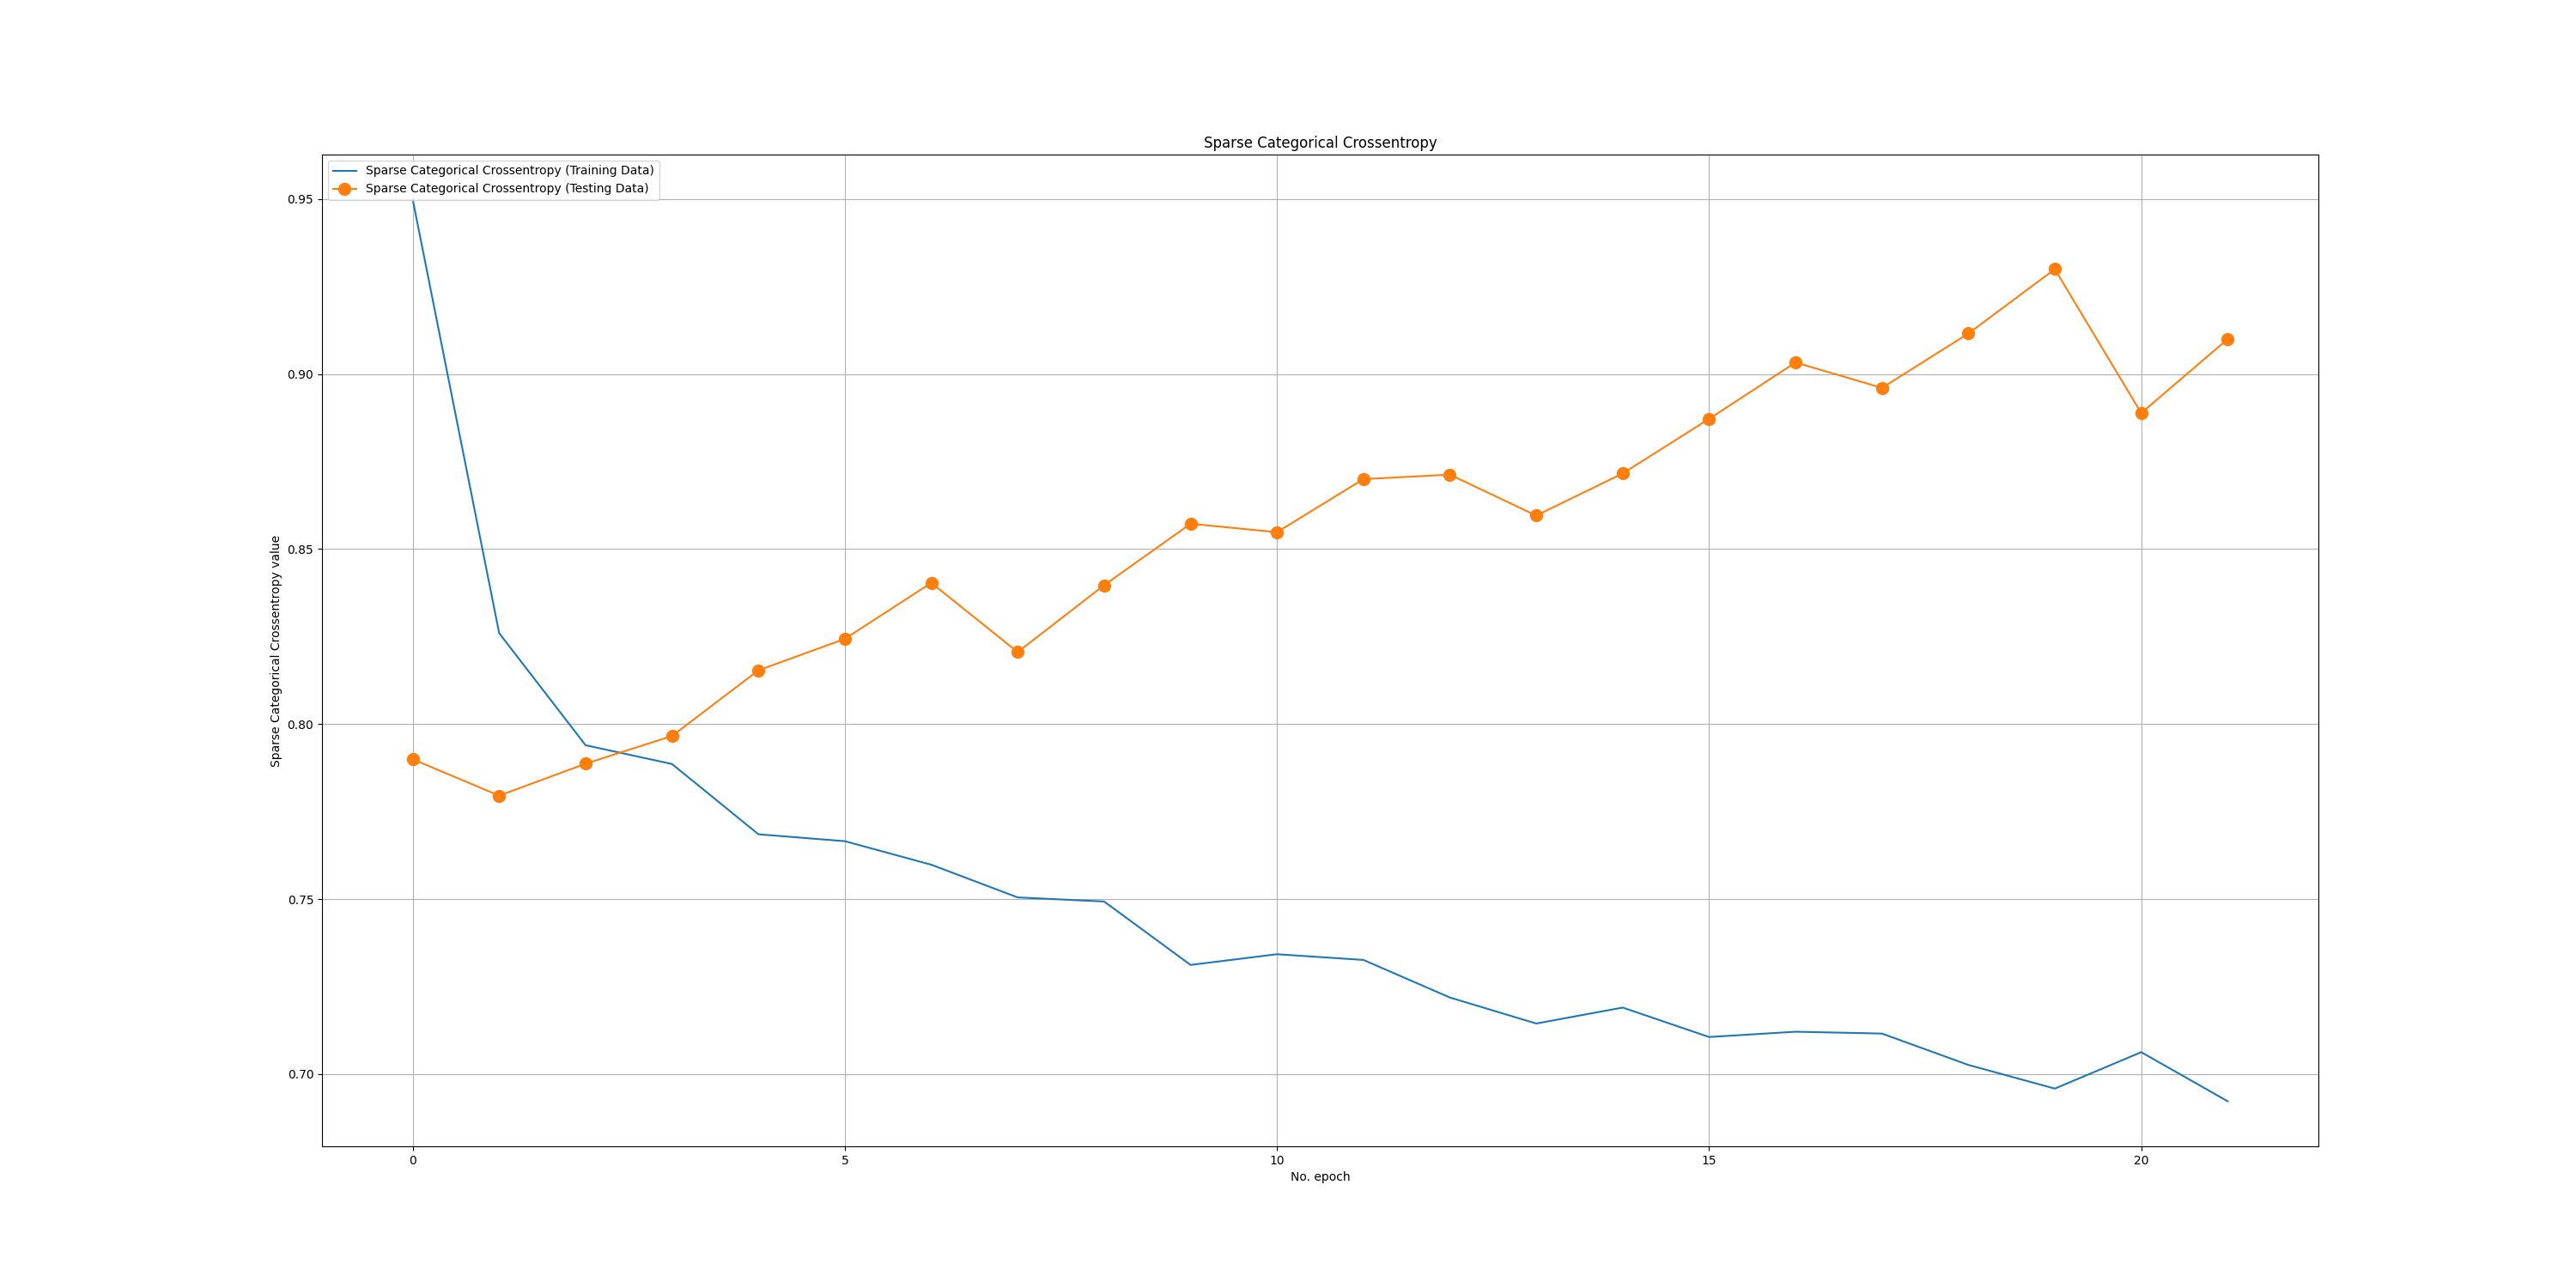 Sparse Categorical Crossentropy
Sparse Categorical Crossentropy (Training Data)
Sparse Categorical Crossentropy (Testing Data)
Sparse Categorical Crossentropy value
0.95
0.90
0.85
0.80
0.75
0.70
0
5
10
15
20
No. epoch